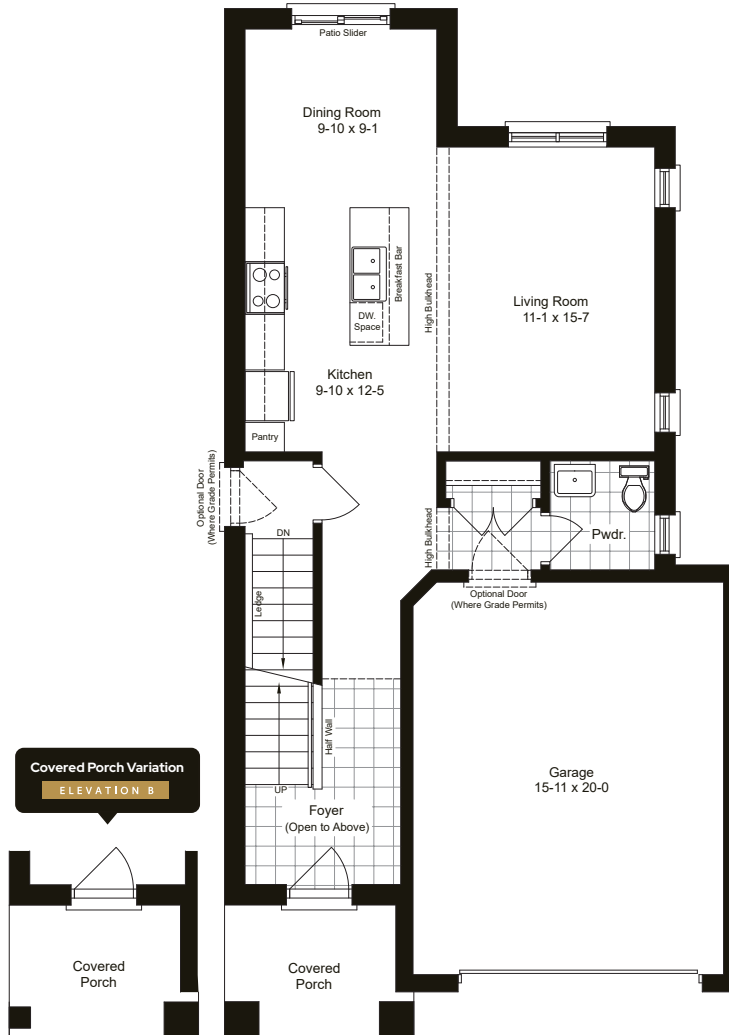 Patio Slider
Dining Room
9-10 x 9-1
Breakfast Bar
DW.
Space
High Bulkhead
Living Room
11-1 x 15-7
Kitchen
9-10 x 12-5
Pantry
Optional Door
(Where Grade Permits)
DN
High Bulkhead
Pwdr.
Optional Door
(Where Grade Permits)
Ledge
Half Wall
UP
Foyer
(Open to Above)
Garage
15-11 x 20-0
Covered Porch Variation
ELEVATION B
Covered
Porch
Covered
Porch